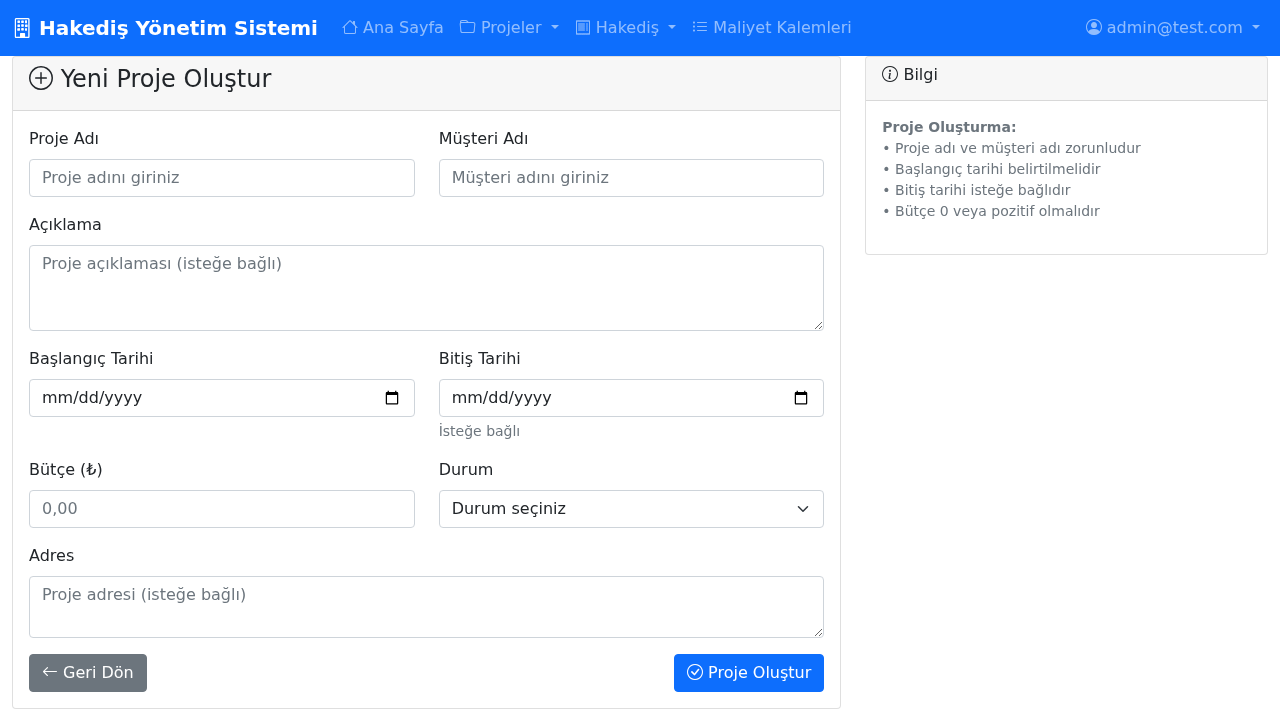 Hakediş Yönetim Sistemi Ana Sayfa Projeler Hakediş Maliyet Kalemleri admin@test.com
Yeni Proje Oluştur
Proje Adı Müşteri Adı
Proje adını giriniz Müşteri adını giriniz
Açıklama
Proje açıklaması (isteğe bağlı)
Başlangıç Tarihi Bitiş Tarihi
mm/dd/yyyy mm/dd/yyyy
İsteğe bağlı
Bütçe (₺) Durum
0,00 Durum seçiniz
Adres
Proje adresi (isteğe bağlı)
Geri Dön Proje Oluştur
Bilgi
Proje Oluşturma:
• Proje adı ve müşteri adı zorunludur
• Başlangıç tarihi belirtilmelidir
• Bitiş tarihi isteğe bağlıdır
• Bütçe 0 veya pozitif olmalıdır